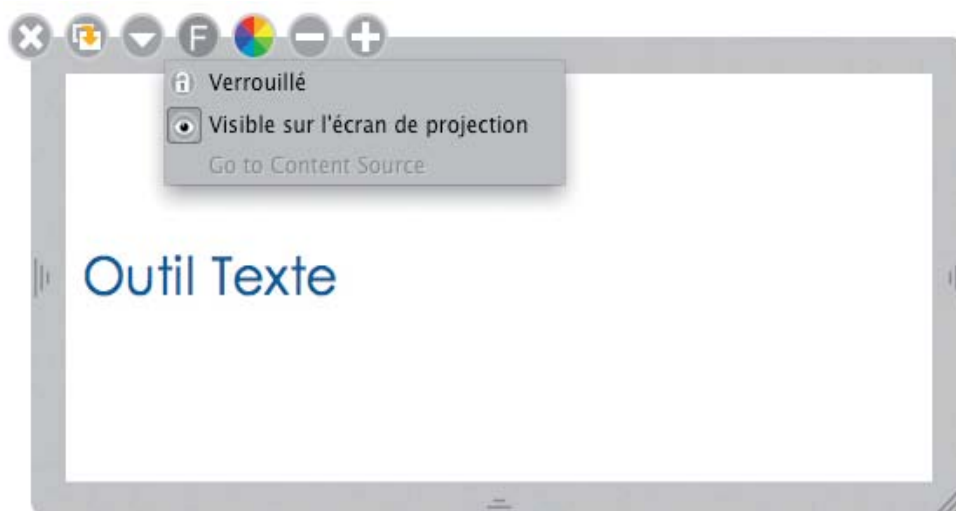 F
Verrouillé
Visible sur l'écran de projection
Go to Content Source
Outil Texte